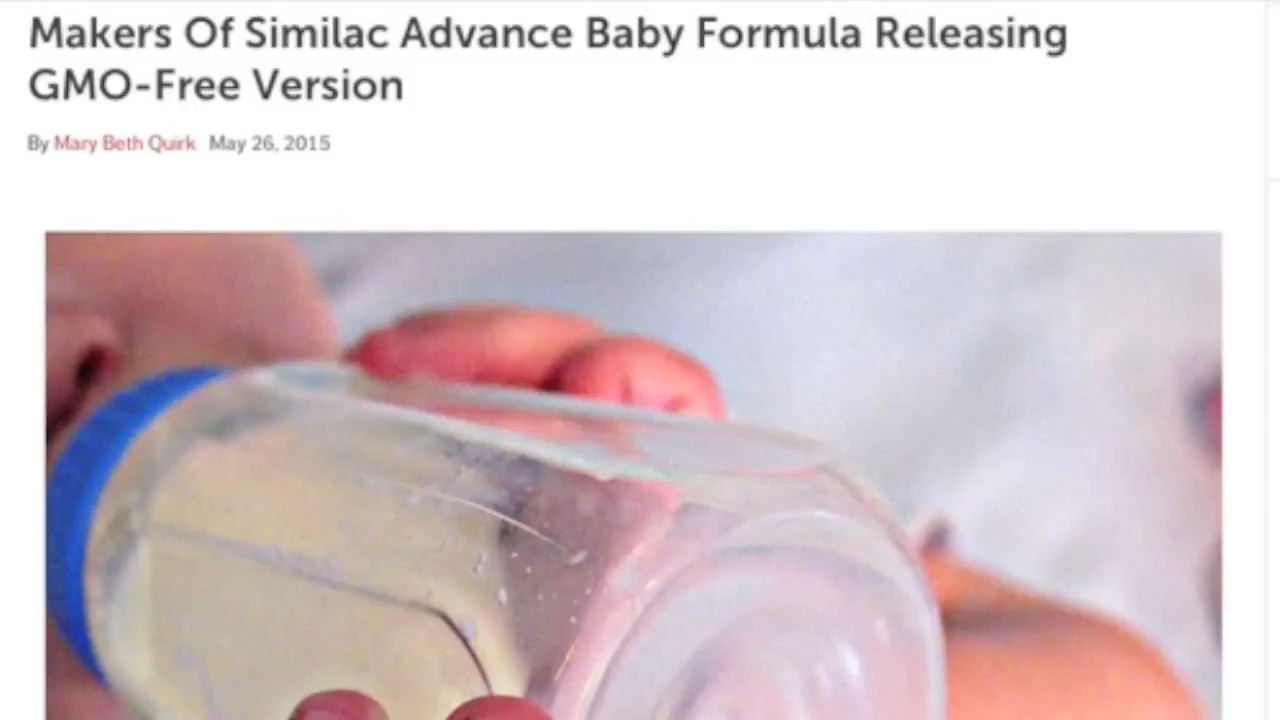 Makers Of Similac Advance Baby Formula Releasing
GMO-Free Version
By Mary Beth Quirk May 26, 2015